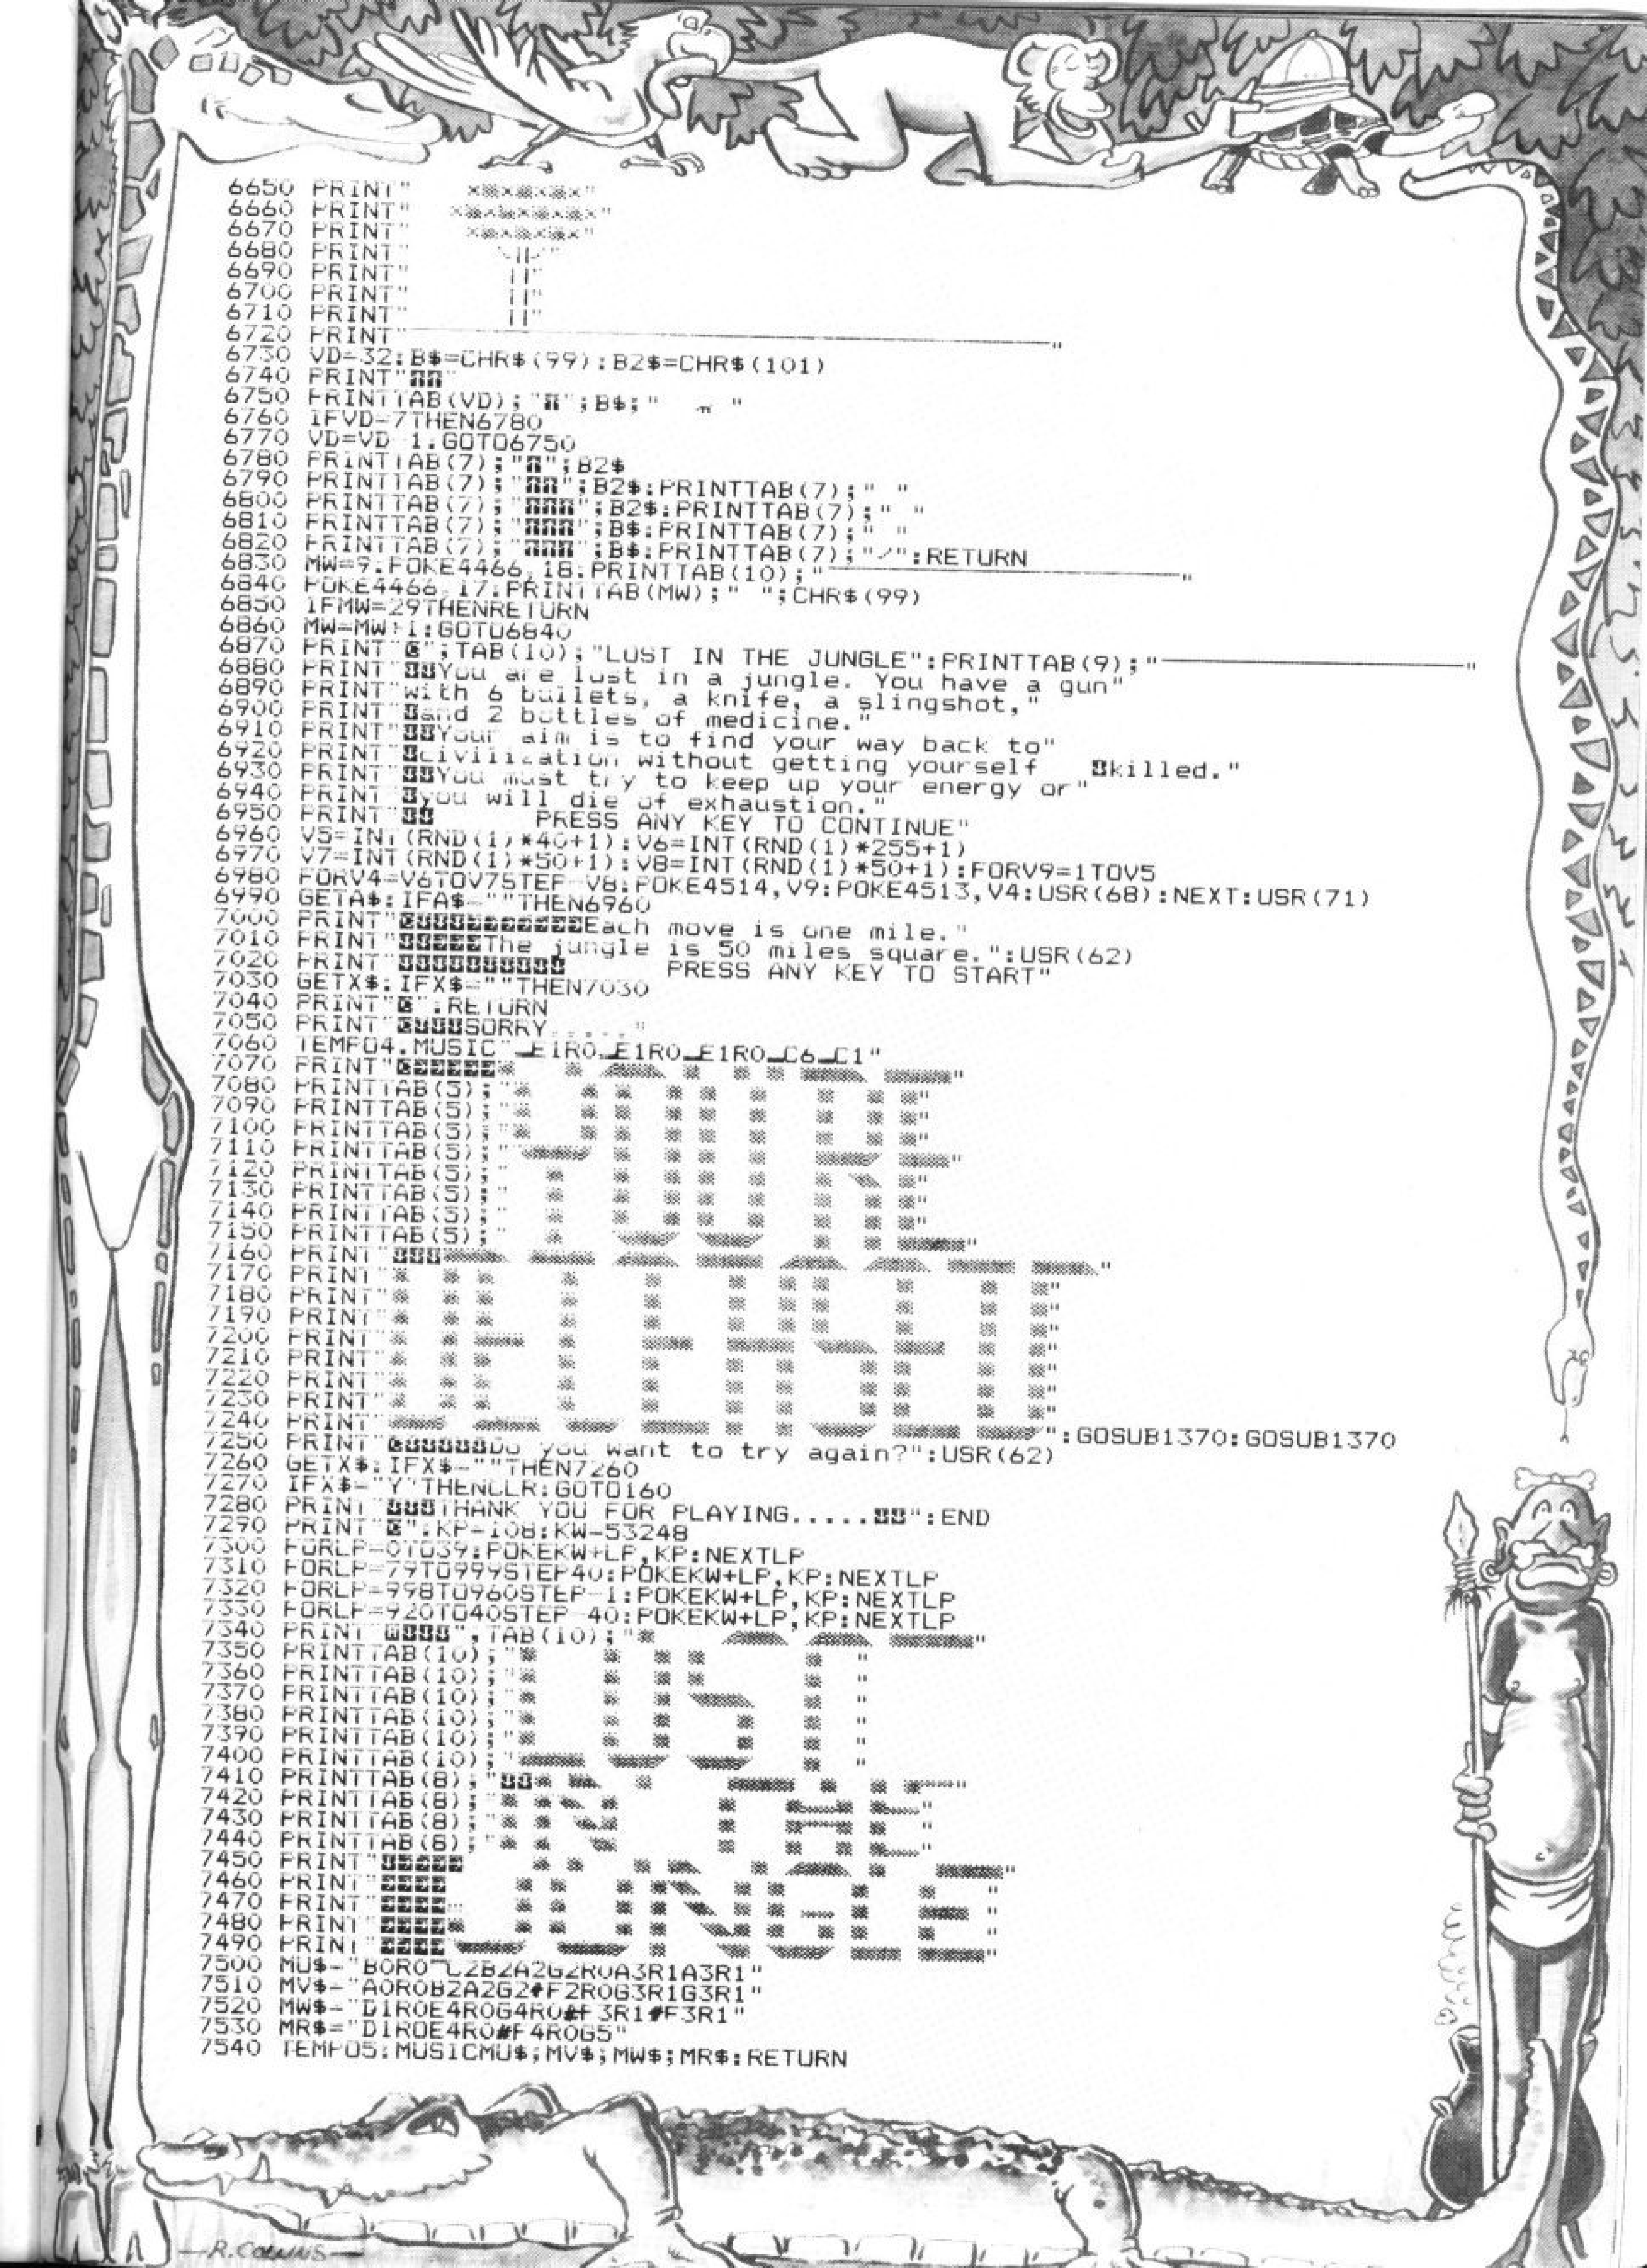 6650 PRINT" "
6660 PRINT" "
6670 PRINT" "
6680 PRINT" "
6690 PRINT" ||"
6700 PRINT" ||"
6710 PRINT" ||"
6720 PRINT" "
6730 VD=32:B$=CHR$(99):B2$=CHR$(101)
6740 PRINT" "
6750 PRINTTAB(VD);" ";B$;" "
6760 IFVD=7THEN6780
6770 VD=VD-1:GOTO6750
6780 PRINTTAB(7);" ";B2$
6790 PRINTTAB(7);" ";B2$:PRINTTAB(7);" "
6800 PRINTTAB(7);" ";B2$:PRINTTAB(7);" "
6810 PRINTTAB(7);" ";B$:PRINTTAB(7);" "
6820 PRINTTAB(7);" ";B$:PRINTTAB(7);"/":RETURN
6830 MW=9:POKE4466,18:PRINTTAB(10);" "
6840 POKE4466,17:PRINTTAB(MW);" ";CHR$(99)
6850 IFMW=29THENRETURN
6860 MW=MW+1:GOTO6840
6870 PRINT" ";TAB(10);"LOST IN THE JUNGLE":PRINTTAB(9);" "
6880 PRINT" You are lost in a jungle. You have a gun"
6890 PRINT"with 6 bullets, a knife, a slingshot,"
6900 PRINT" and 2 bottles of medicine."
6910 PRINT" Your aim is to find your way back to"
6920 PRINT" civilization without getting yourself killed."
6930 PRINT" You must try to keep up your energy or"
6940 PRINT" you will die of exhaustion."
6950 PRINT" PRESS ANY KEY TO CONTINUE"
6960 V5=INT(RND(1)*40+1):V6=INT(RND(1)*255+1)
6970 V7=INT(RND(1)*50+1):V8=INT(RND(1)*50+1):FORV9=1TOV5
6980 FORV4=V6TOV7STEP-V8:POKE4514,V9:POKE4513,V4:USR(68):NEXT:USR(71)
6990 GETA$:IFA$=""THEN6960
7000 PRINT" Each move is one mile."
7010 PRINT" The jungle is 50 miles square.":USR(62)
7020 PRINT" PRESS ANY KEY TO START"
7030 GETX$:IFX$=""THEN7030
7040 PRINT" ":RETURN
7050 PRINT" SORRY....."
7060 TEMPO4:MUSIC"_E1R0_E1R0_E1R0_C6_C1"
7070 PRINT" "
7080 PRINTTAB(5);" "
7090 PRINTTAB(5);" "
7100 PRINTTAB(5);" "
7110 PRINTTAB(5);" "
7120 PRINTTAB(5);" "
7130 PRINTTAB(5);" "
7140 PRINTTAB(5);" "
7150 PRINTTAB(5);" "
7160 PRINT" "
7170 PRINT" "
7180 PRINT" "
7190 PRINT" "
7200 PRINT" "
7210 PRINT" "
7220 PRINT" "
7230 PRINT" "
7240 PRINT" ":GOSUB1370:GOSUB1370
7250 PRINT" Do you want to try again?":USR(62)
7260 GETX$:IFX$=""THEN7260
7270 IFX$="Y"THENCLR:GOTO160
7280 PRINT" THANK YOU FOR PLAYING..... ":END
7290 PRINT" ":KP=108:KW=53248
7300 FORLP=0TO39:POKEKW+LP,KP:NEXTLP
7310 FORLP=79TO999STEP40:POKEKW+LP,KP:NEXTLP
7320 FORLP=998TO960STEP-1:POKEKW+LP,KP:NEXTLP
7330 FORLP=920TO40STEP-40:POKEKW+LP,KP:NEXTLP
7340 PRINT" ";TAB(10);" "
7350 PRINTTAB(10);" "
7360 PRINTTAB(10);" "
7370 PRINTTAB(10);" "
7380 PRINTTAB(10);" "
7390 PRINTTAB(10);" "
7400 PRINTTAB(10);" "
7410 PRINTTAB(8);" "
7420 PRINTTAB(8);" "
7430 PRINTTAB(8);" "
7440 PRINTTAB(8);" "
7450 PRINT" "
7460 PRINT" "
7470 PRINT" "
7480 PRINT" "
7490 PRINT" "
7500 MU$="B0R0¯C2B2A2G2R0A3R1A3R1"
7510 MV$="A0R0B2A2G2#F2R0G3R1G3R1"
7520 MW$="D1R0E4R0G4R0#F3R1#F3R1"
7530 MR$="D1R0E4R0#F4R0G5"
7540 TEMPO5:MUSICMU$;MV$;MW$;MR$:RETURN